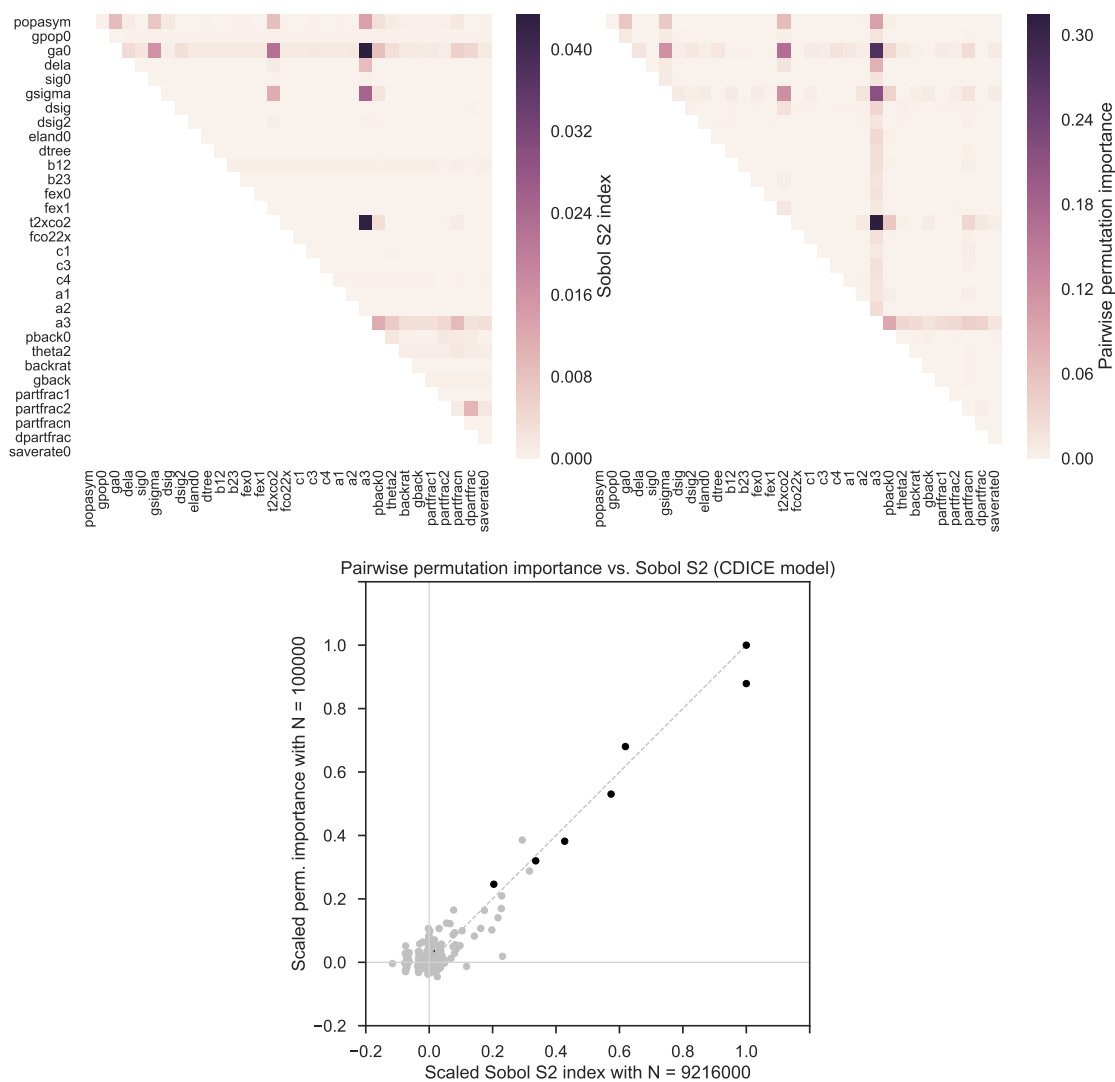 popasym
gpop0
ga0
dela
sig0
gsigma
dsig
dsig2
eland0
dtree
b12
b23
fex0
fex1
t2xco2
fco22x
c1
c3
c4
a1
a2
a3
pback0
theta2
backrat
gback
partfrac1
partfrac2
partfracn
dpartfrac
saverate0
0.040
0.032
0.024
0.016
0.008
0.000
Sobol S2 index
0.30
0.24
0.18
0.12
0.06
0.00
Pairwise permutation importance
popasym
gpop0
ga0
dela
sig0
gsigma
dsig
dsig2
eland0
dtree
b12
b23
fex0
fex1
t2xco2
fco22x
c1
c3
c4
a1
a2
a3
pback0
theta2
backrat
gback
partfrac1
partfrac2
partfracn
dpartfrac
saverate0
popasym
gpop0
ga0
dela
sig0
gsigma
dsig
dsig2
eland0
dtree
b12
b23
fex0
fex1
t2xco2
fco22x
c1
c3
c4
a1
a2
a3
pback0
theta2
backrat
gback
partfrac1
partfrac2
partfracn
dpartfrac
saverate0
Pairwise permutation importance vs. Sobol S2 (CDICE model)
Scaled perm. importance with N = 100000
1.0
0.8
0.6
0.4
0.2
0.0
−0.2
−0.2 0.0 0.2 0.4 0.6 0.8 1.0
Scaled Sobol S2 index with N = 9216000